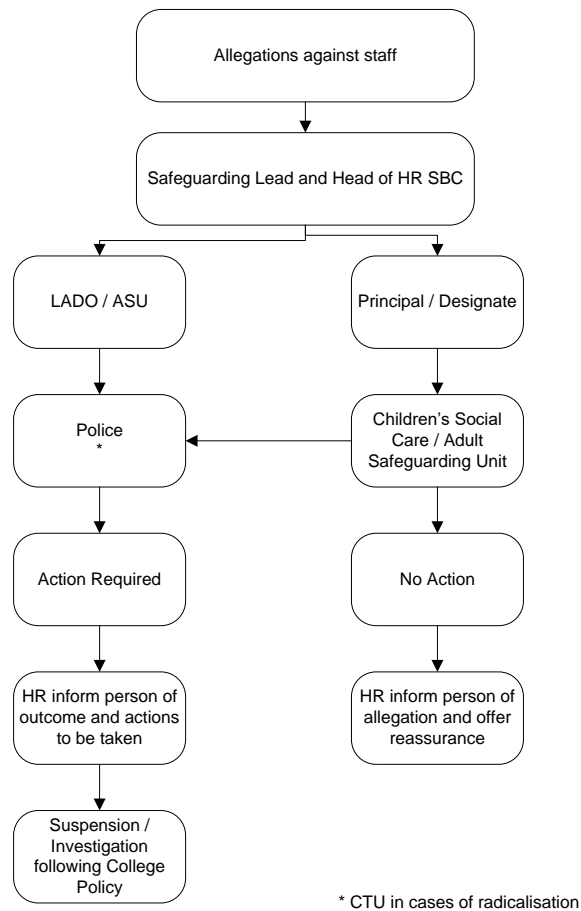 Allegations against staff
Safeguarding Lead and Head of HR SBC
LADO / ASU
Principal / Designate
Police
*
Children's Social
Care / Adult
Safeguarding Unit
Action Required
No Action
HR inform person of
outcome and actions
to be taken
HR inform person of
allegation and offer
reassurance
Suspension /
Investigation
following College
Policy
* CTU in cases of radicalisation